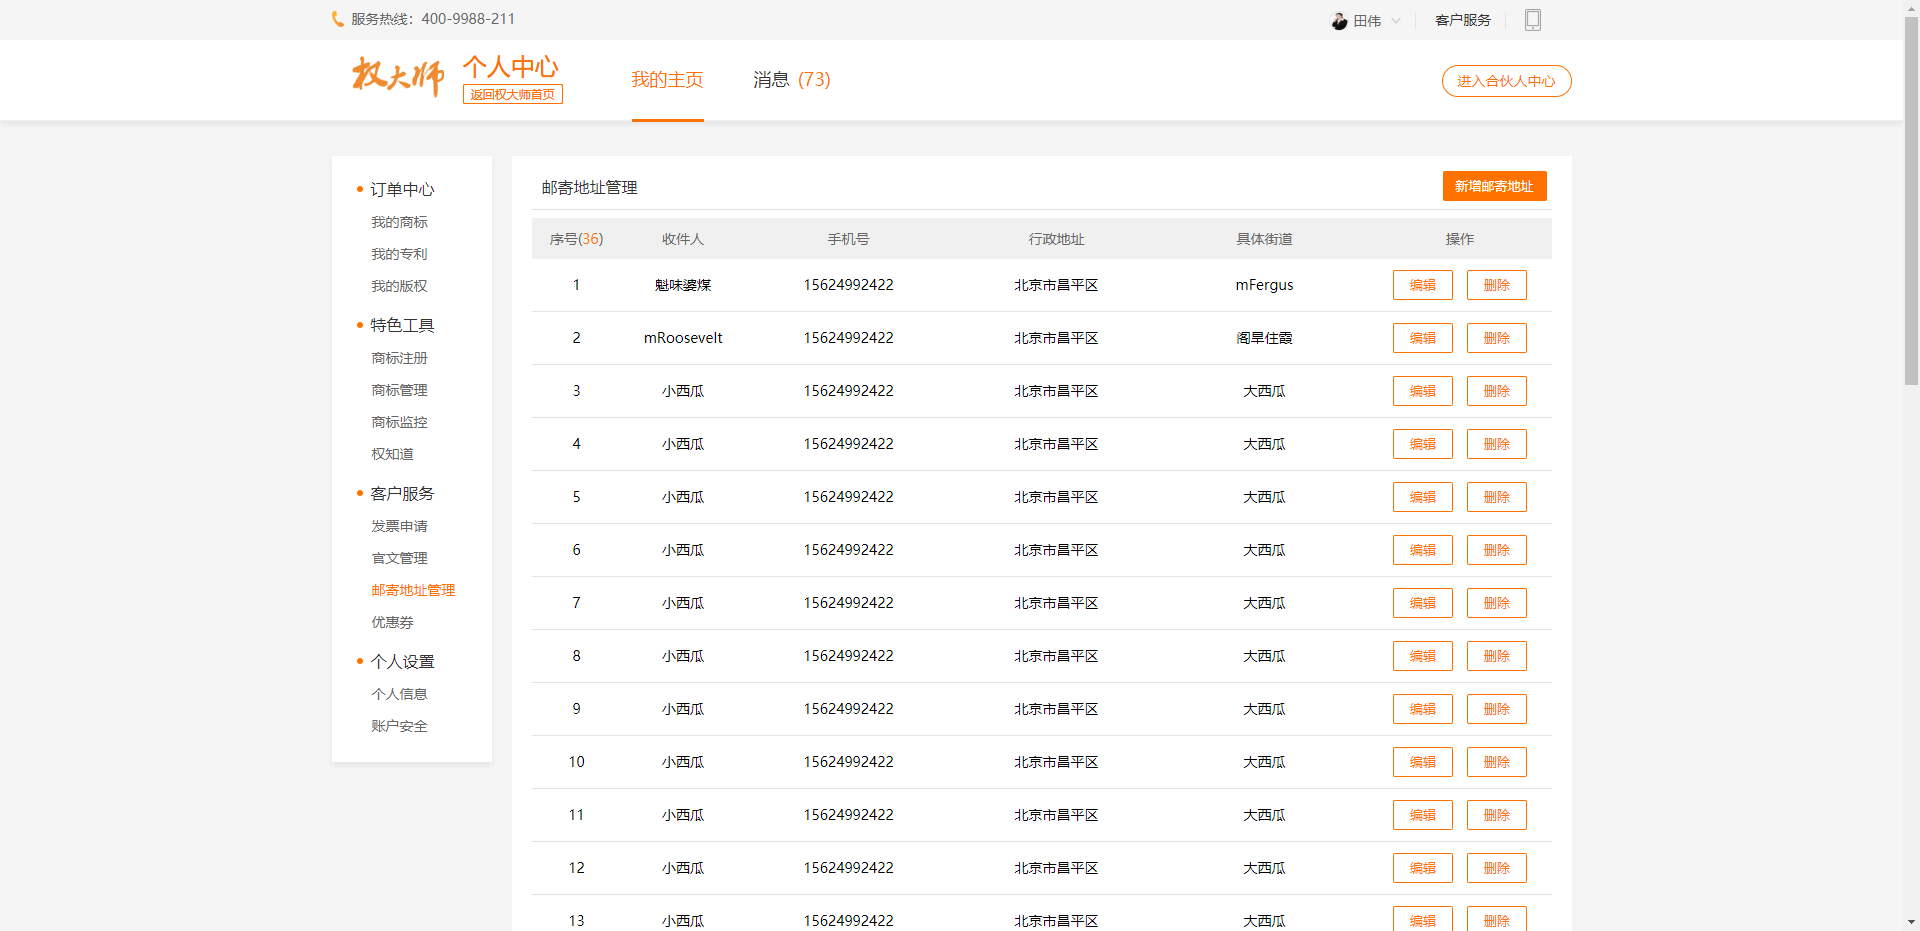 服务热线：400-9988-211
田伟
客户服务
权大师
个人中心
返回权大师首页
我的主页
消息 (73)
进入合伙人中心
订单中心
我的商标
我的专利
我的版权
特色工具
商标注册
商标管理
商标监控
权知道
客户服务
发票申请
官文管理
邮寄地址管理
优惠券
个人设置
个人信息
账户安全
邮寄地址管理
新增邮寄地址
序号(36) 收件人 手机号 行政地址 具体街道 操作
1 魁味婆煤 15624992422 北京市昌平区 mFergus 编辑 删除
2 mRoosevelt 15624992422 北京市昌平区 阁旱住霞 编辑 删除
3 小西瓜 15624992422 北京市昌平区 大西瓜 编辑 删除
4 小西瓜 15624992422 北京市昌平区 大西瓜 编辑 删除
5 小西瓜 15624992422 北京市昌平区 大西瓜 编辑 删除
6 小西瓜 15624992422 北京市昌平区 大西瓜 编辑 删除
7 小西瓜 15624992422 北京市昌平区 大西瓜 编辑 删除
8 小西瓜 15624992422 北京市昌平区 大西瓜 编辑 删除
9 小西瓜 15624992422 北京市昌平区 大西瓜 编辑 删除
10 小西瓜 15624992422 北京市昌平区 大西瓜 编辑 删除
11 小西瓜 15624992422 北京市昌平区 大西瓜 编辑 删除
12 小西瓜 15624992422 北京市昌平区 大西瓜 编辑 删除
13 小西瓜 15624992422 北京市昌平区 大西瓜 编辑 删除